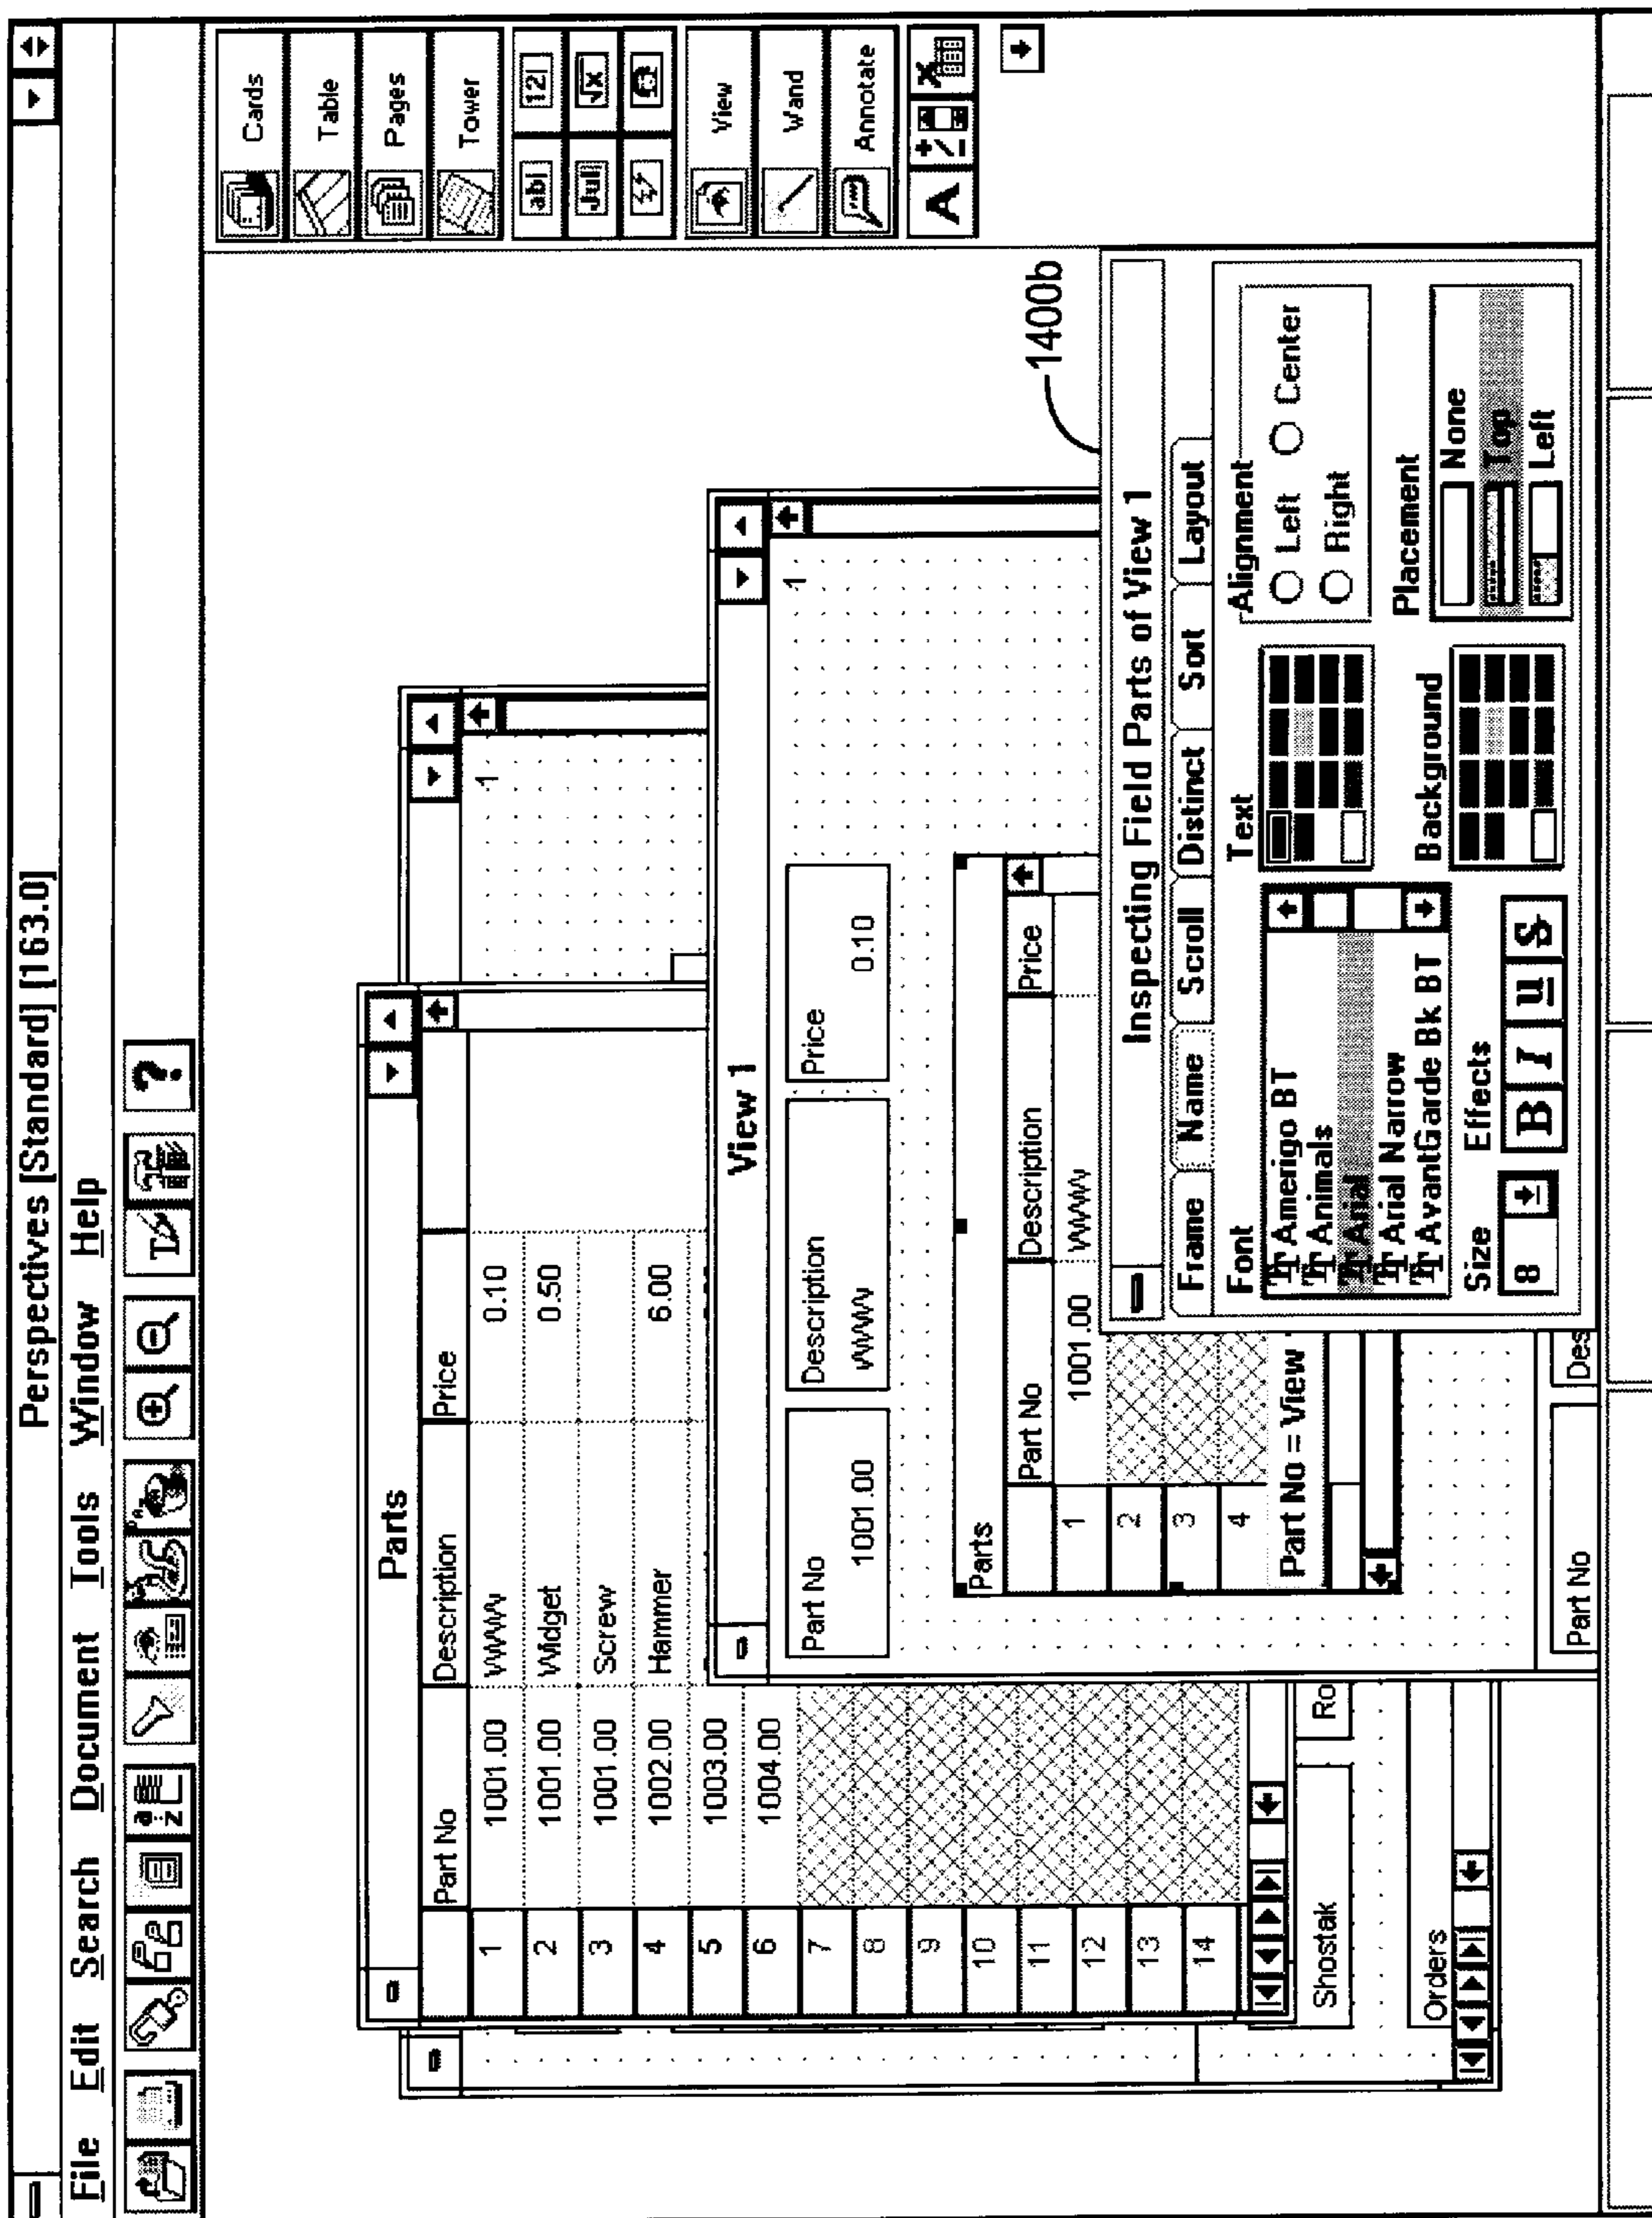 Perspectives [Standard] [163.0]
File Edit Search Document Tools Window Help
?
Cards
Table
Pages
Tower
ab| 12|
Jul| √x
View
Wand
Annotate
A
Parts
Part No Description Price
1 1001.00 WWW 0.10
2 1001.00 Widget 0.50
3 1001.00 Screw
4 1002.00 Hammer 6.00
5 1003.00
6 1004.00
7
8
9
10
11
12
13
14
1
Shostak Ro
Orders
View 1
1
Part No Description Price
1001.00 WWW 0.10
Parts
Part No Description Price
1 1001.00 WWW
2
3
4
Part No = View
Part No Des
1400b
Inspecting Field Parts of View 1
Frame Name Scroll Distinct Sort Layout
Font Text Alignment
Amerigo BT
Animals
Arial
Arial Narrow
AvantGarde Bk BT
Left Center
Right
Size Effects Background Placement
8 B I u S
None
Top
Left